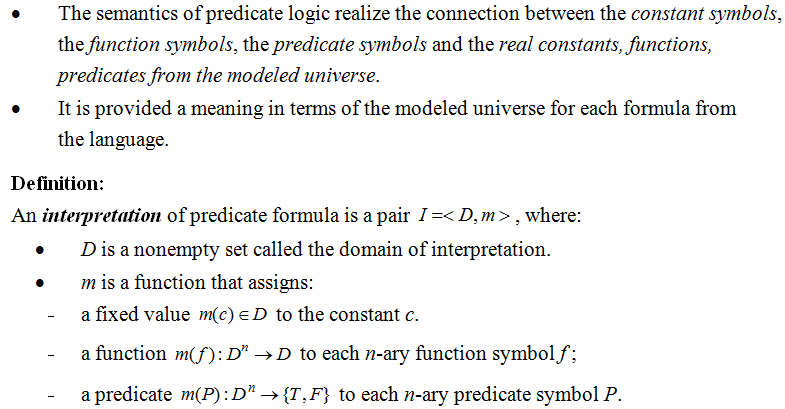 • The semantics of predicate logic realize the connection between the constant symbols,
the function symbols, the predicate symbols and the real constants, functions,
predicates from the modeled universe.
• It is provided a meaning in terms of the modeled universe for each formula from
the language.
Definition:
An interpretation of predicate formula is a pair I =< D, m >, where:
• D is a nonempty set called the domain of interpretation.
• m is a function that assigns:
- a fixed value m(c) ∈ D to the constant c.
- a function m(f) : Dⁿ → D to each n-ary function symbol f;
- a predicate m(P) : Dⁿ → {T, F} to each n-ary predicate symbol P.